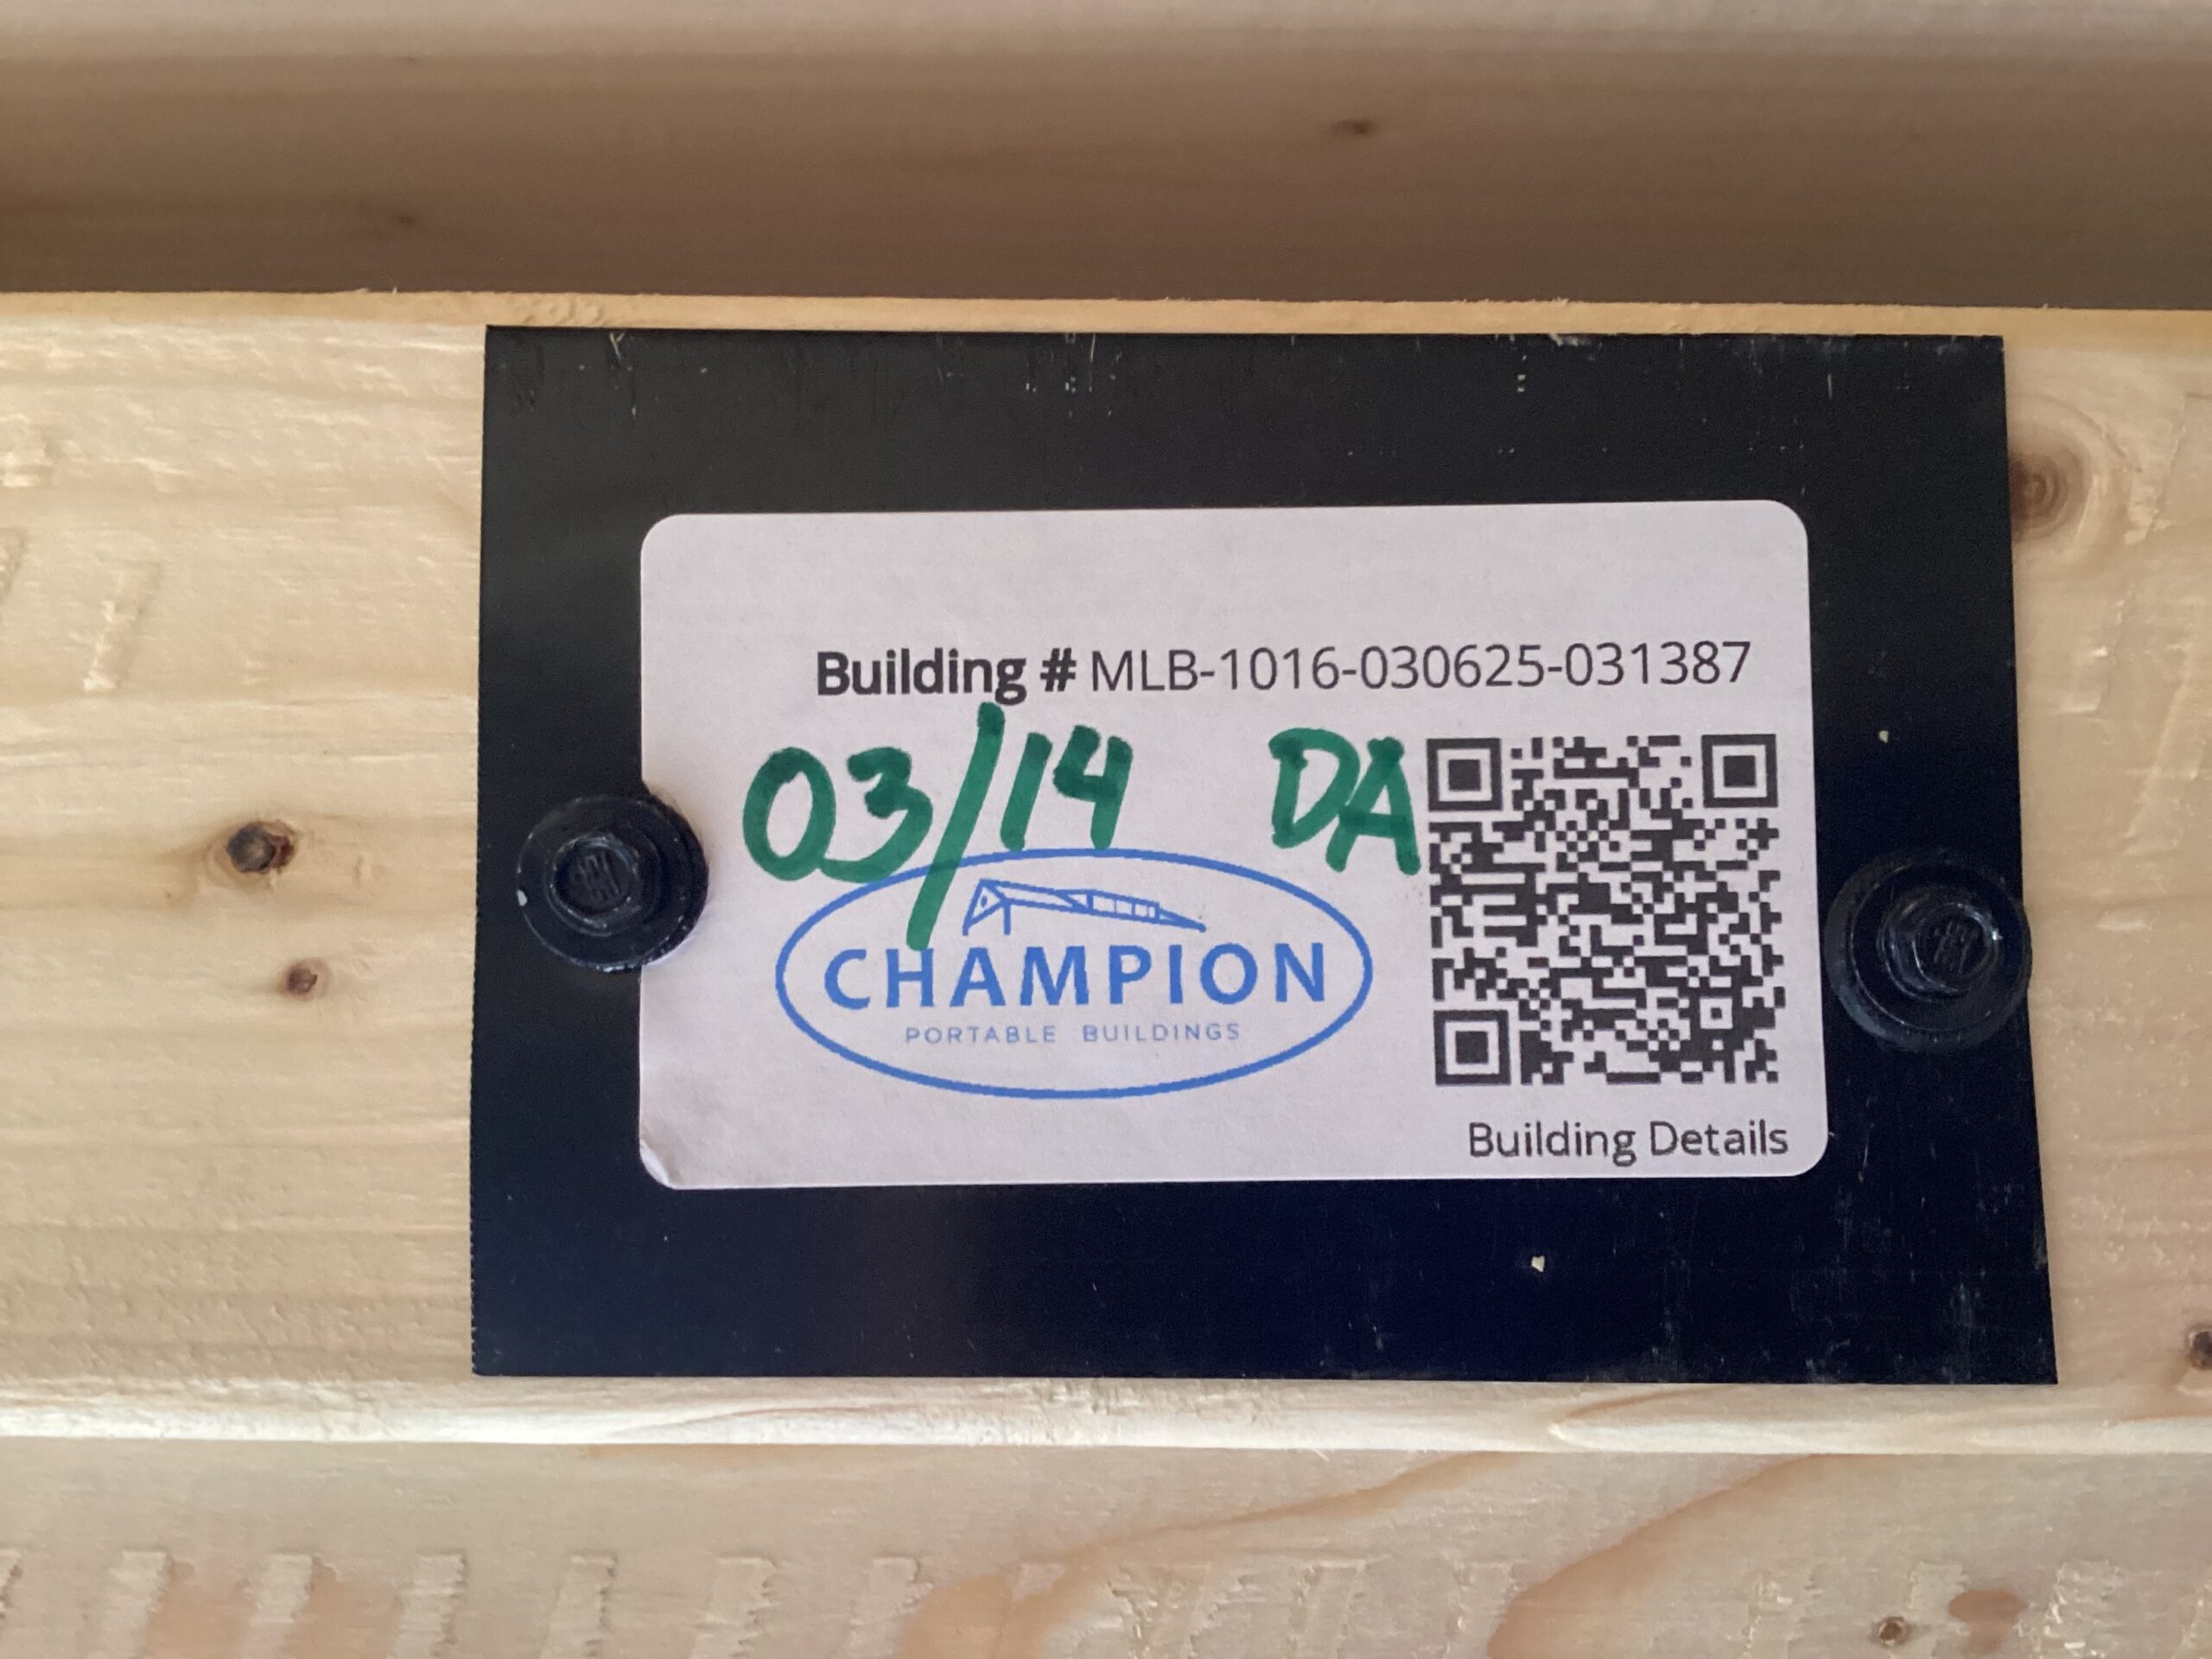 Building # MLB-1016-030625-031387
03/14 DA
CHAMPION
PORTABLE BUILDINGS
Building Details